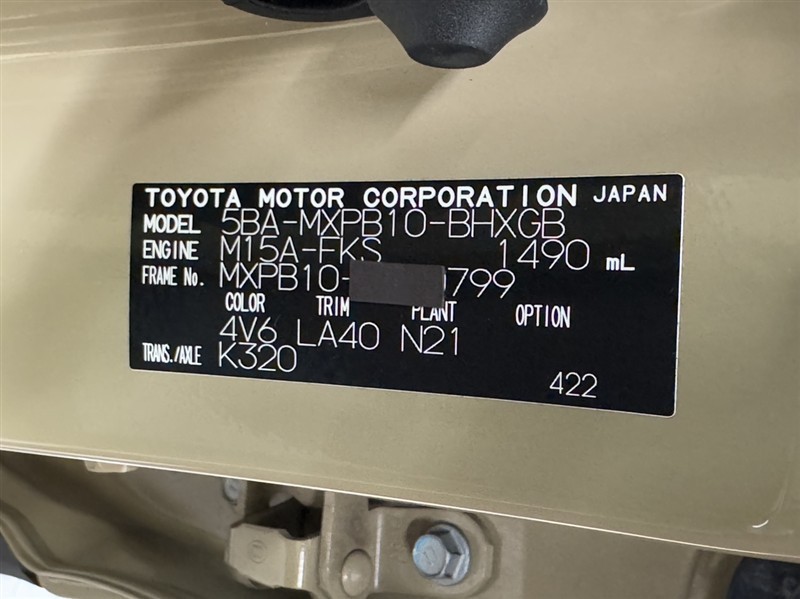 TOYOTA MOTOR CORPORATION JAPAN
MODEL 5BA-MXPB10-BHXGB
ENGINE M15A-FKS 1490 mL
FRAME No. MXPB10- 799
COLOR TRIM PLANT OPTION
4V6 LA40 N21
TRANS./AXLE K320
422